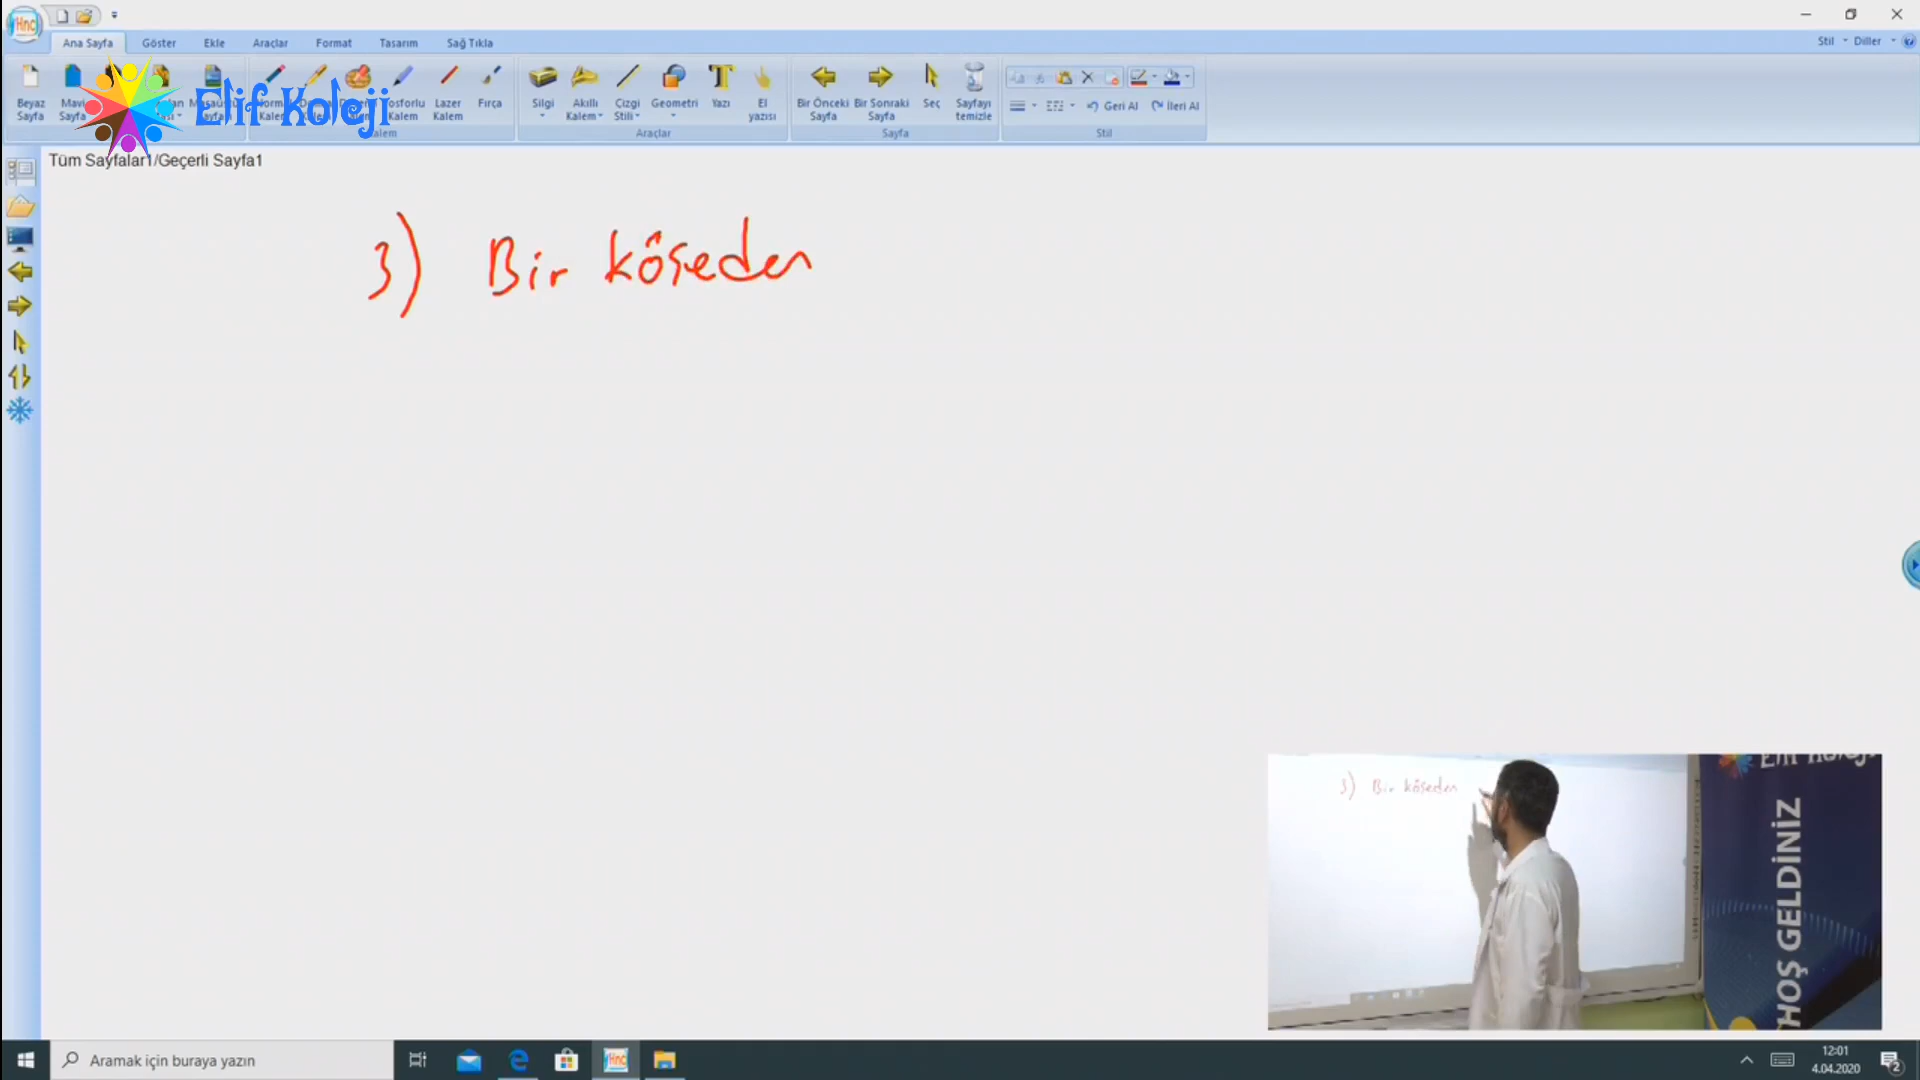 Ana Sayfa Göster Ekle Araçlar Format Tasarım Sağ Tıkla
Stil Diller
Elif Koleji
Beyaz Sayfa
Mavi Sayfa
Kalem
Lazer Kalem
Fırça
Silgi
Akıllı Kalem
Çizgi Stili
Geometri
Yazı
El yazısı
Bir Önceki Sayfa
Bir Sonraki Sayfa
Seç
Sayfayı temizle
Geri Al
İleri Al
Araçlar
Sayfa
Stil
Tüm Sayfalar1/Geçerli Sayfa1
3) Bir köşeden
3) Bir köşeden
HOŞ GELDİNİZ
Aramak için buraya yazın
12:01
4.04.2020
2